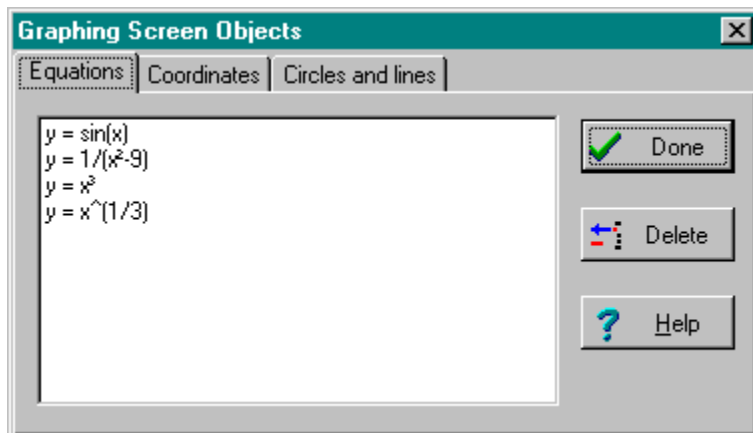 Graphing Screen Objects
Equations Coordinates Circles and lines
y = sin(x)
y = 1/(x²-9)
y = x³
y = x^(1/3)
Done
Delete
Help